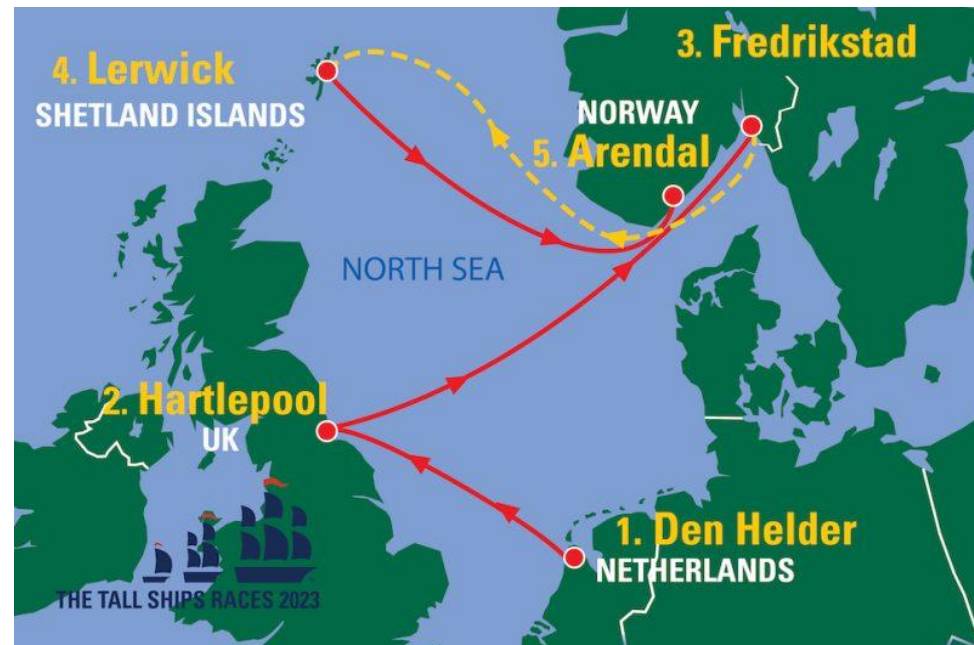 4. Lerwick
SHETLAND ISLANDS
3. Fredrikstad
NORWAY
5. Arendal
NORTH SEA
2. Hartlepool
UK
1. Den Helder
NETHERLANDS
THE TALL SHIPS RACES 2023